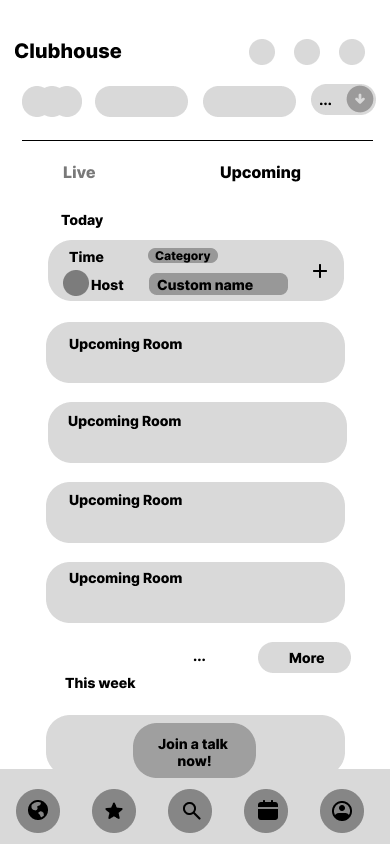 Clubhouse
...
Live
Upcoming
Today
Time
Category
Host
Custom name
Upcoming Room
Upcoming Room
Upcoming Room
Upcoming Room
...
More
This week
Join a talk
now!